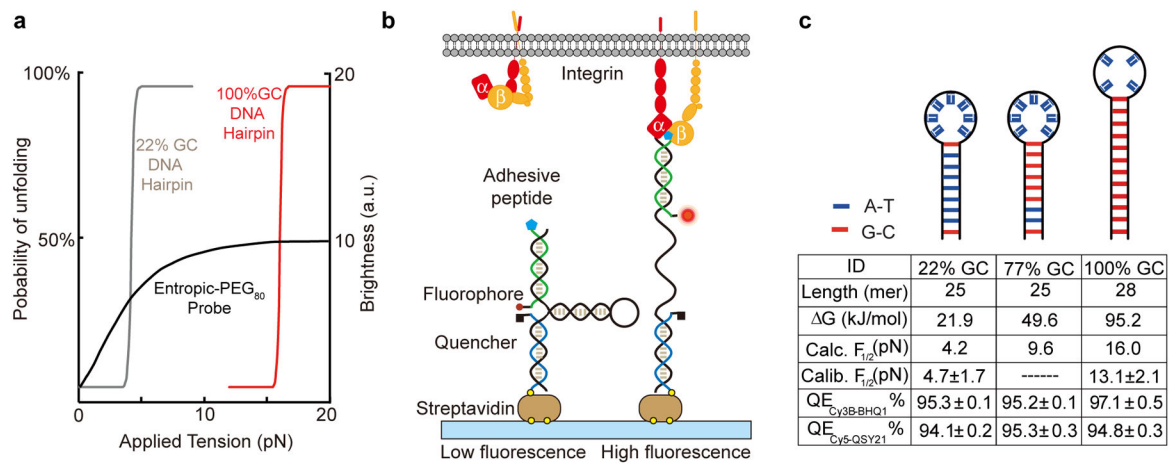 a
100%
50%
Pobability of unfolding
22% GC
DNA
Hairpin
100%GC
DNA
Hairpin
Entropic-PEG80
Probe
20
10
Brightness (a.u.)
0
10
20
Applied Tension (pN)
b
Integrin
α
β
α
β
Adhesive
peptide
Fluorophore
Quencher
Streptavidin
Low fluorescence
High fluorescence
c
A-T
G-C
ID 22% GC 77% GC 100% GC
Length (mer) 25 25 28
ΔG (kJ/mol) 21.9 49.6 95.2
Calc. F1/2(pN) 4.2 9.6 16.0
Calib. F1/2(pN) 4.7±1.7 ------ 13.1±2.1
QECy3B-BHQ1% 95.3±0.1 95.2±0.1 97.1±0.5
QECy5-QSY21% 94.1±0.2 95.3±0.3 94.8±0.3